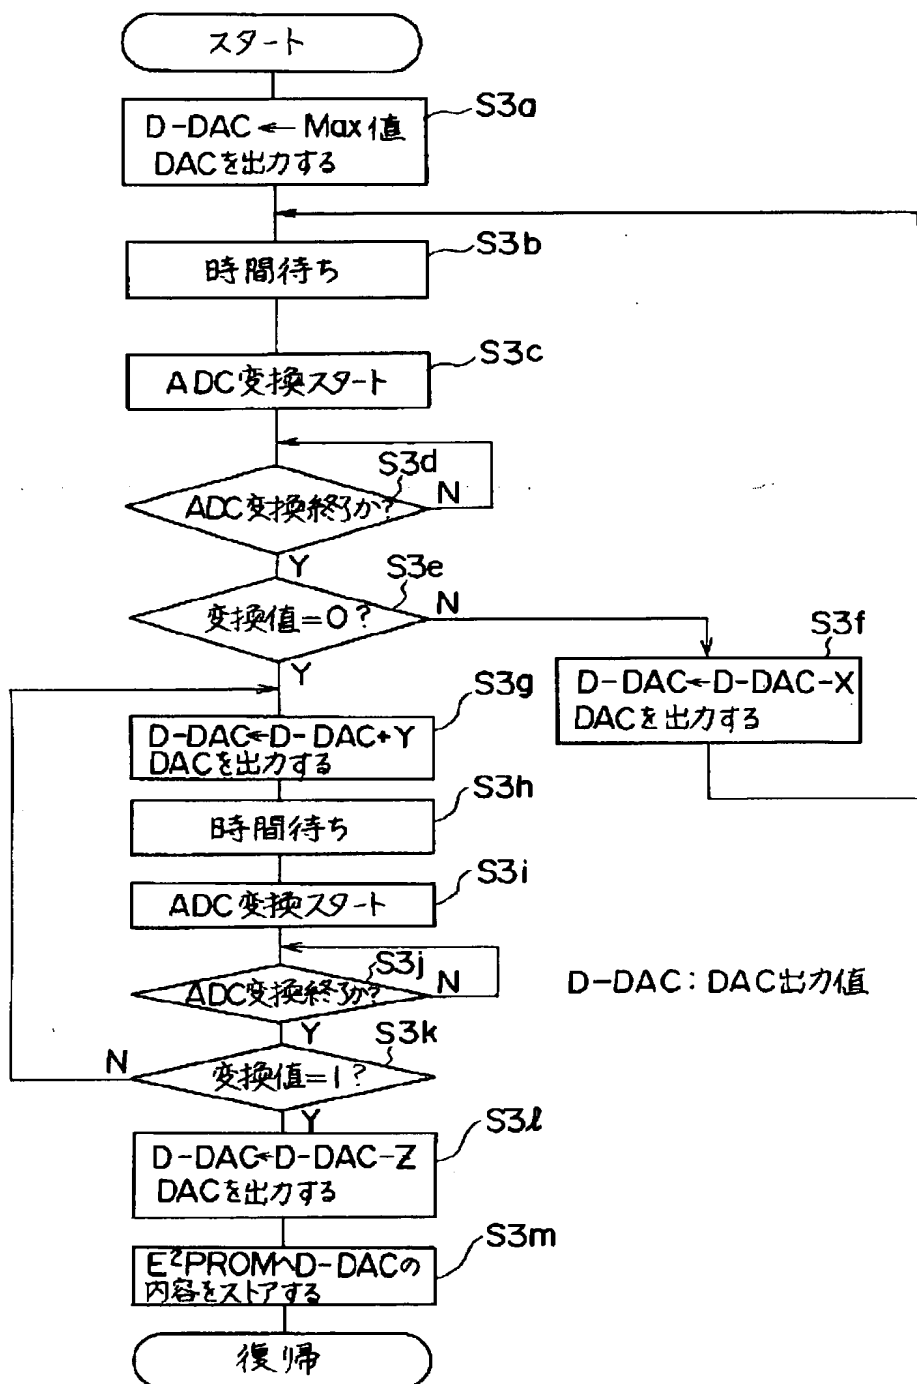 スタート
S3a
D-DAC ← Max値
DACを出力する
S3b
時間待ち
S3c
ADC変換スタート
S3d
ADC変換終了か?
N
Y
S3e
変換値=0?
N
Y
S3f
D-DAC←D-DAC-X
DACを出力する
S3g
D-DAC←D-DAC+Y
DACを出力する
S3h
時間待ち
S3i
ADC変換スタート
S3j
ADC変換終了か?
N
Y
D-DAC:DAC出力値
S3k
変換値=1?
N
Y
S3l
D-DAC←D-DAC-Z
DACを出力する
S3m
E²PROMへD-DACの
内容をストアする
復帰